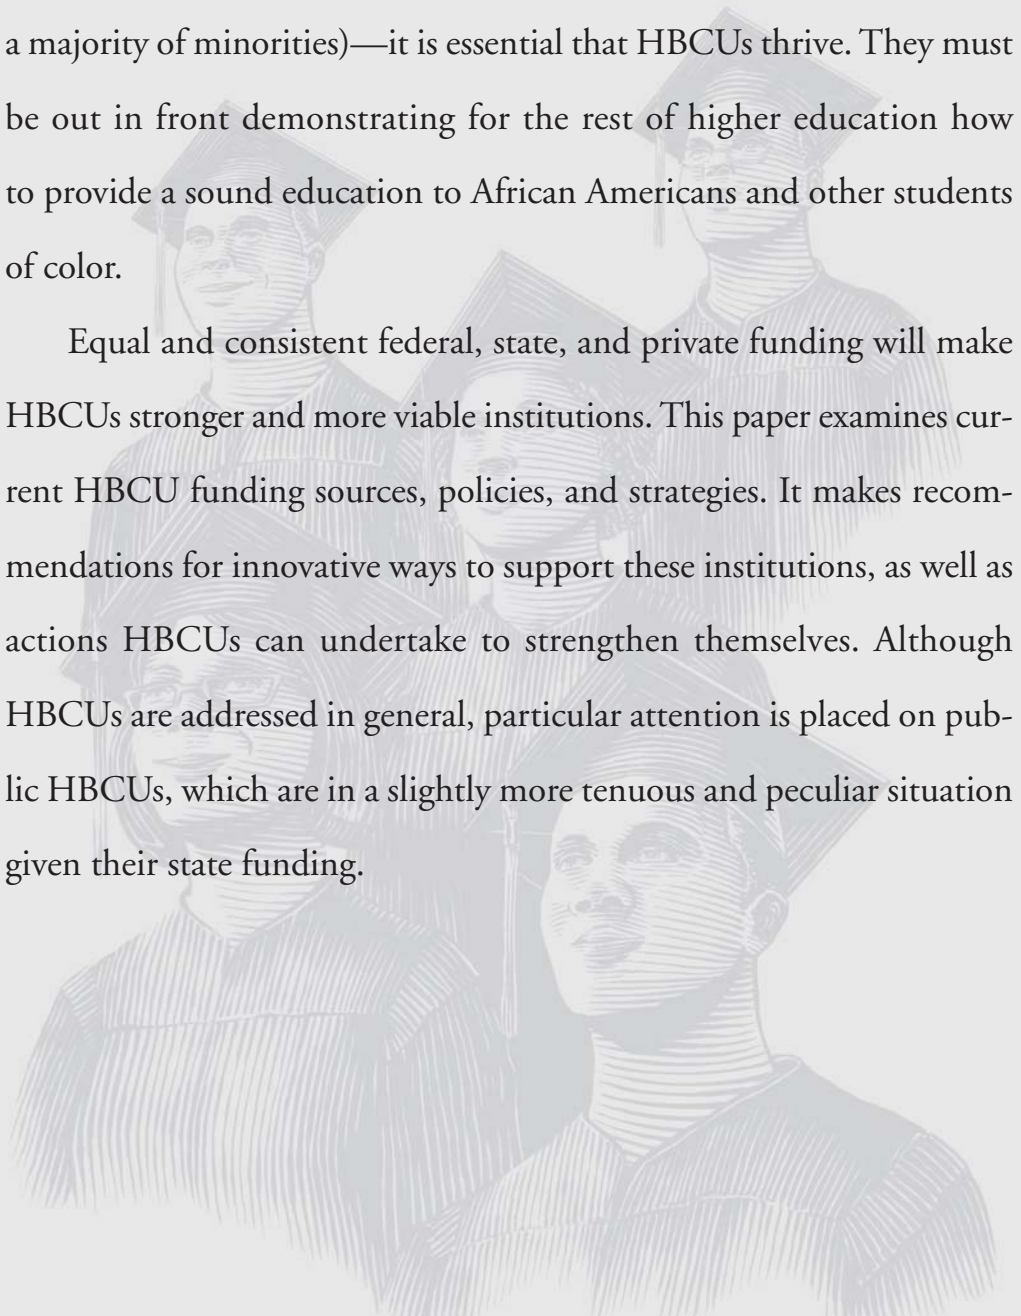 a majority of minorities)—it is essential that HBCUs thrive. They must
be out in front demonstrating for the rest of higher education how
to provide a sound education to African Americans and other students
of color.
Equal and consistent federal, state, and private funding will make
HBCUs stronger and more viable institutions. This paper examines cur-
rent HBCU funding sources, policies, and strategies. It makes recom-
mendations for innovative ways to support these institutions, as well as
actions HBCUs can undertake to strengthen themselves. Although
HBCUs are addressed in general, particular attention is placed on pub-
lic HBCUs, which are in a slightly more tenuous and peculiar situation
given their state funding.